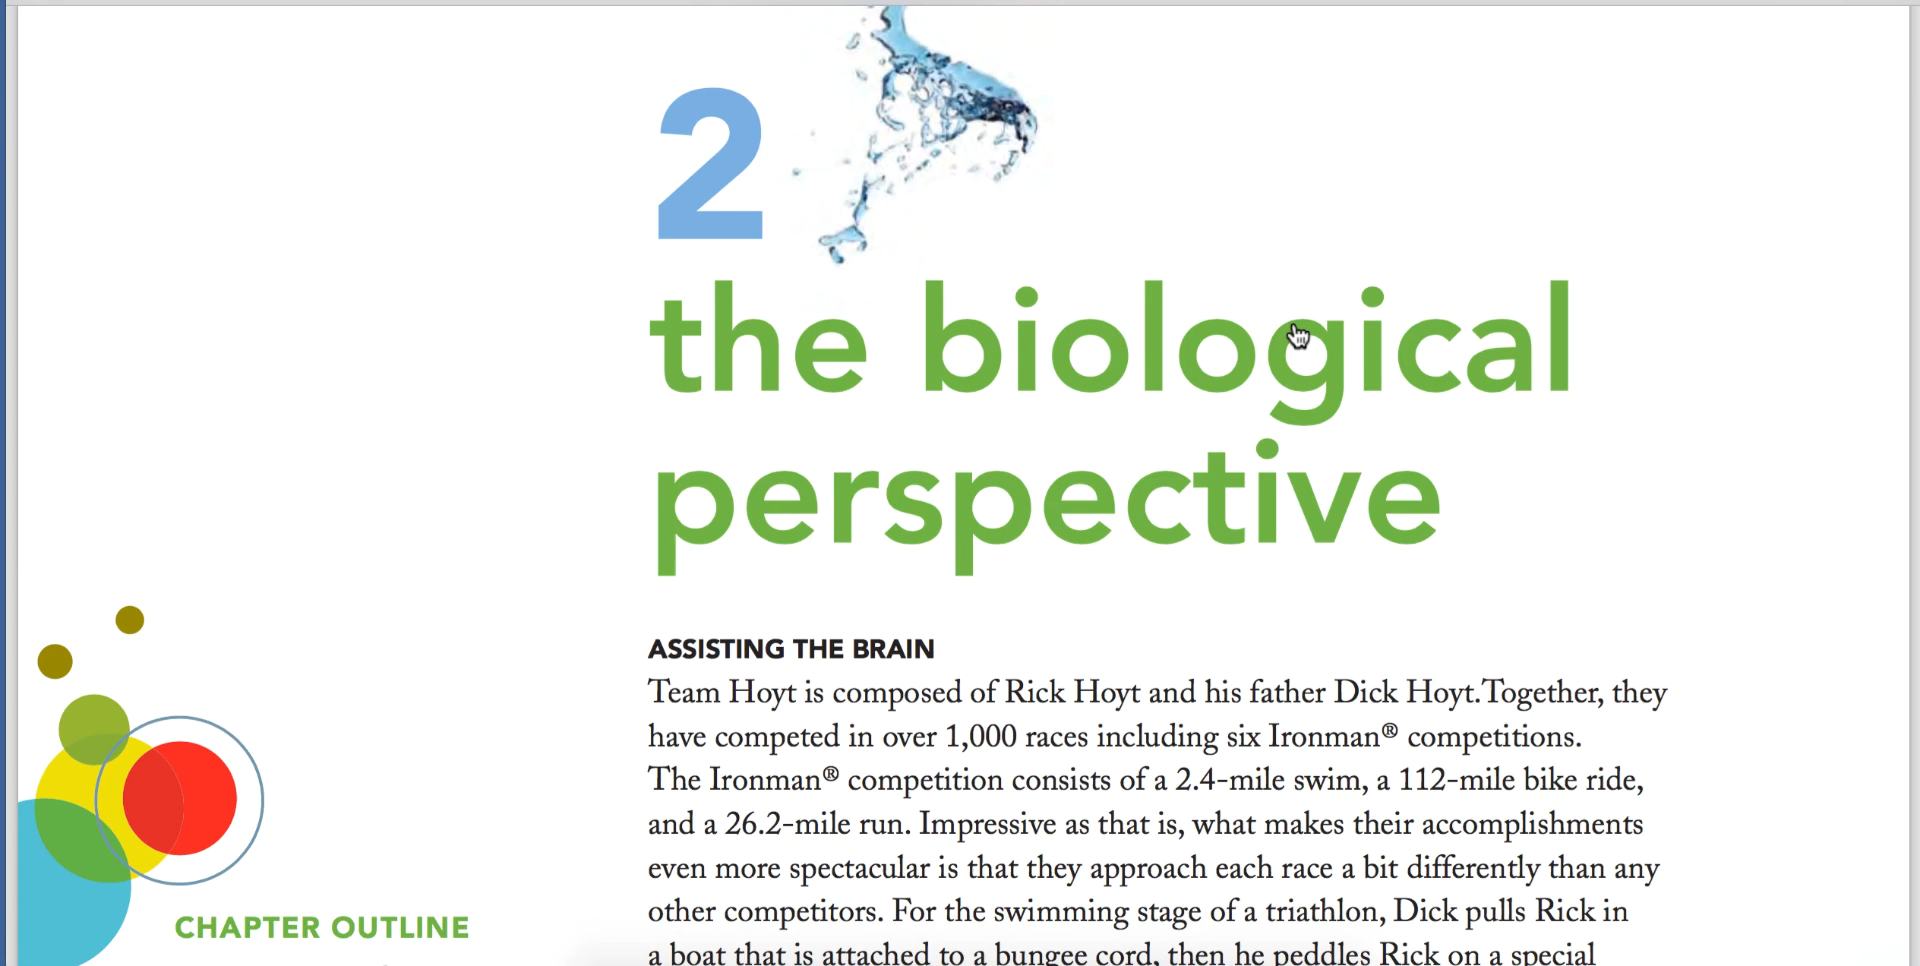 2
the biological
perspective
ASSISTING THE BRAIN
Team Hoyt is composed of Rick Hoyt and his father Dick Hoyt.Together, they
have competed in over 1,000 races including six Ironman® competitions.
The Ironman® competition consists of a 2.4-mile swim, a 112-mile bike ride,
and a 26.2-mile run. Impressive as that is, what makes their accomplishments
even more spectacular is that they approach each race a bit differently than any
other competitors. For the swimming stage of a triathlon, Dick pulls Rick in
a boat that is attached to a bungee cord, then he peddles Rick on a special
CHAPTER OUTLINE